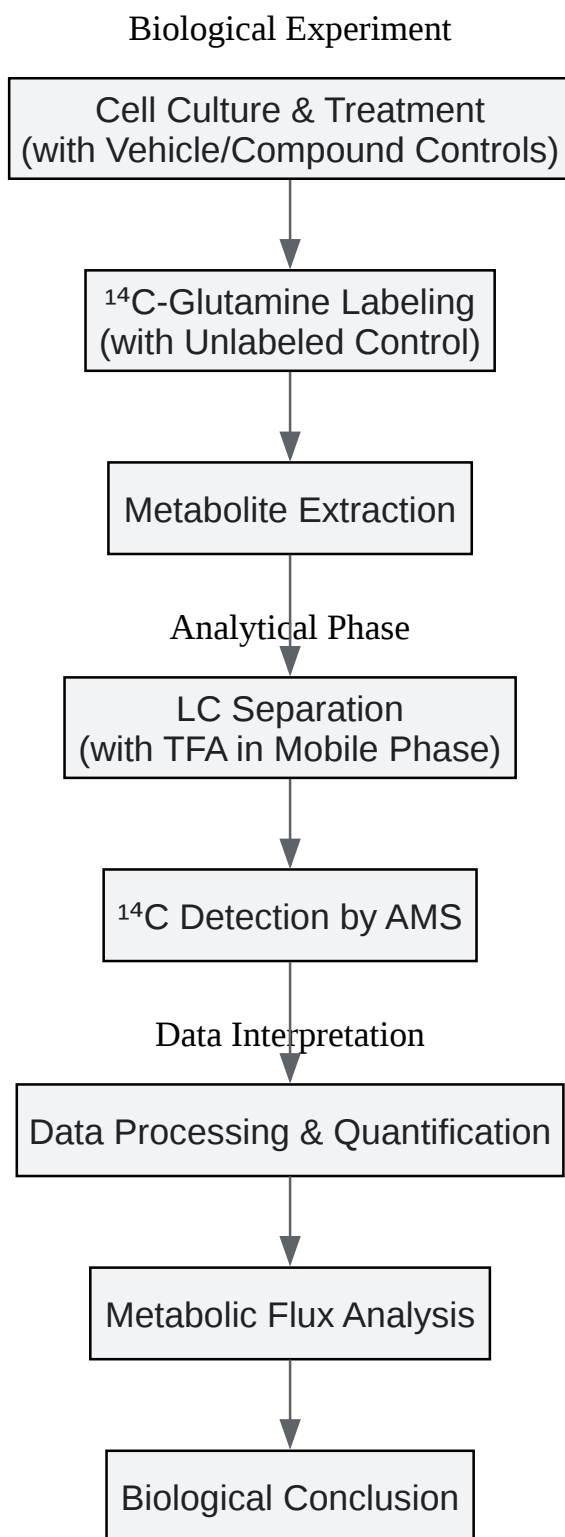 Biological Experiment
Cell Culture & Treatment
(with Vehicle/Compound Controls)
¹⁴C-Glutamine Labeling
(with Unlabeled Control)
Metabolite Extraction
Analytical Phase
LC Separation
(with TFA in Mobile Phase)
¹⁴C Detection by AMS
Data Interpretation
Data Processing & Quantification
Metabolic Flux Analysis
Biological Conclusion